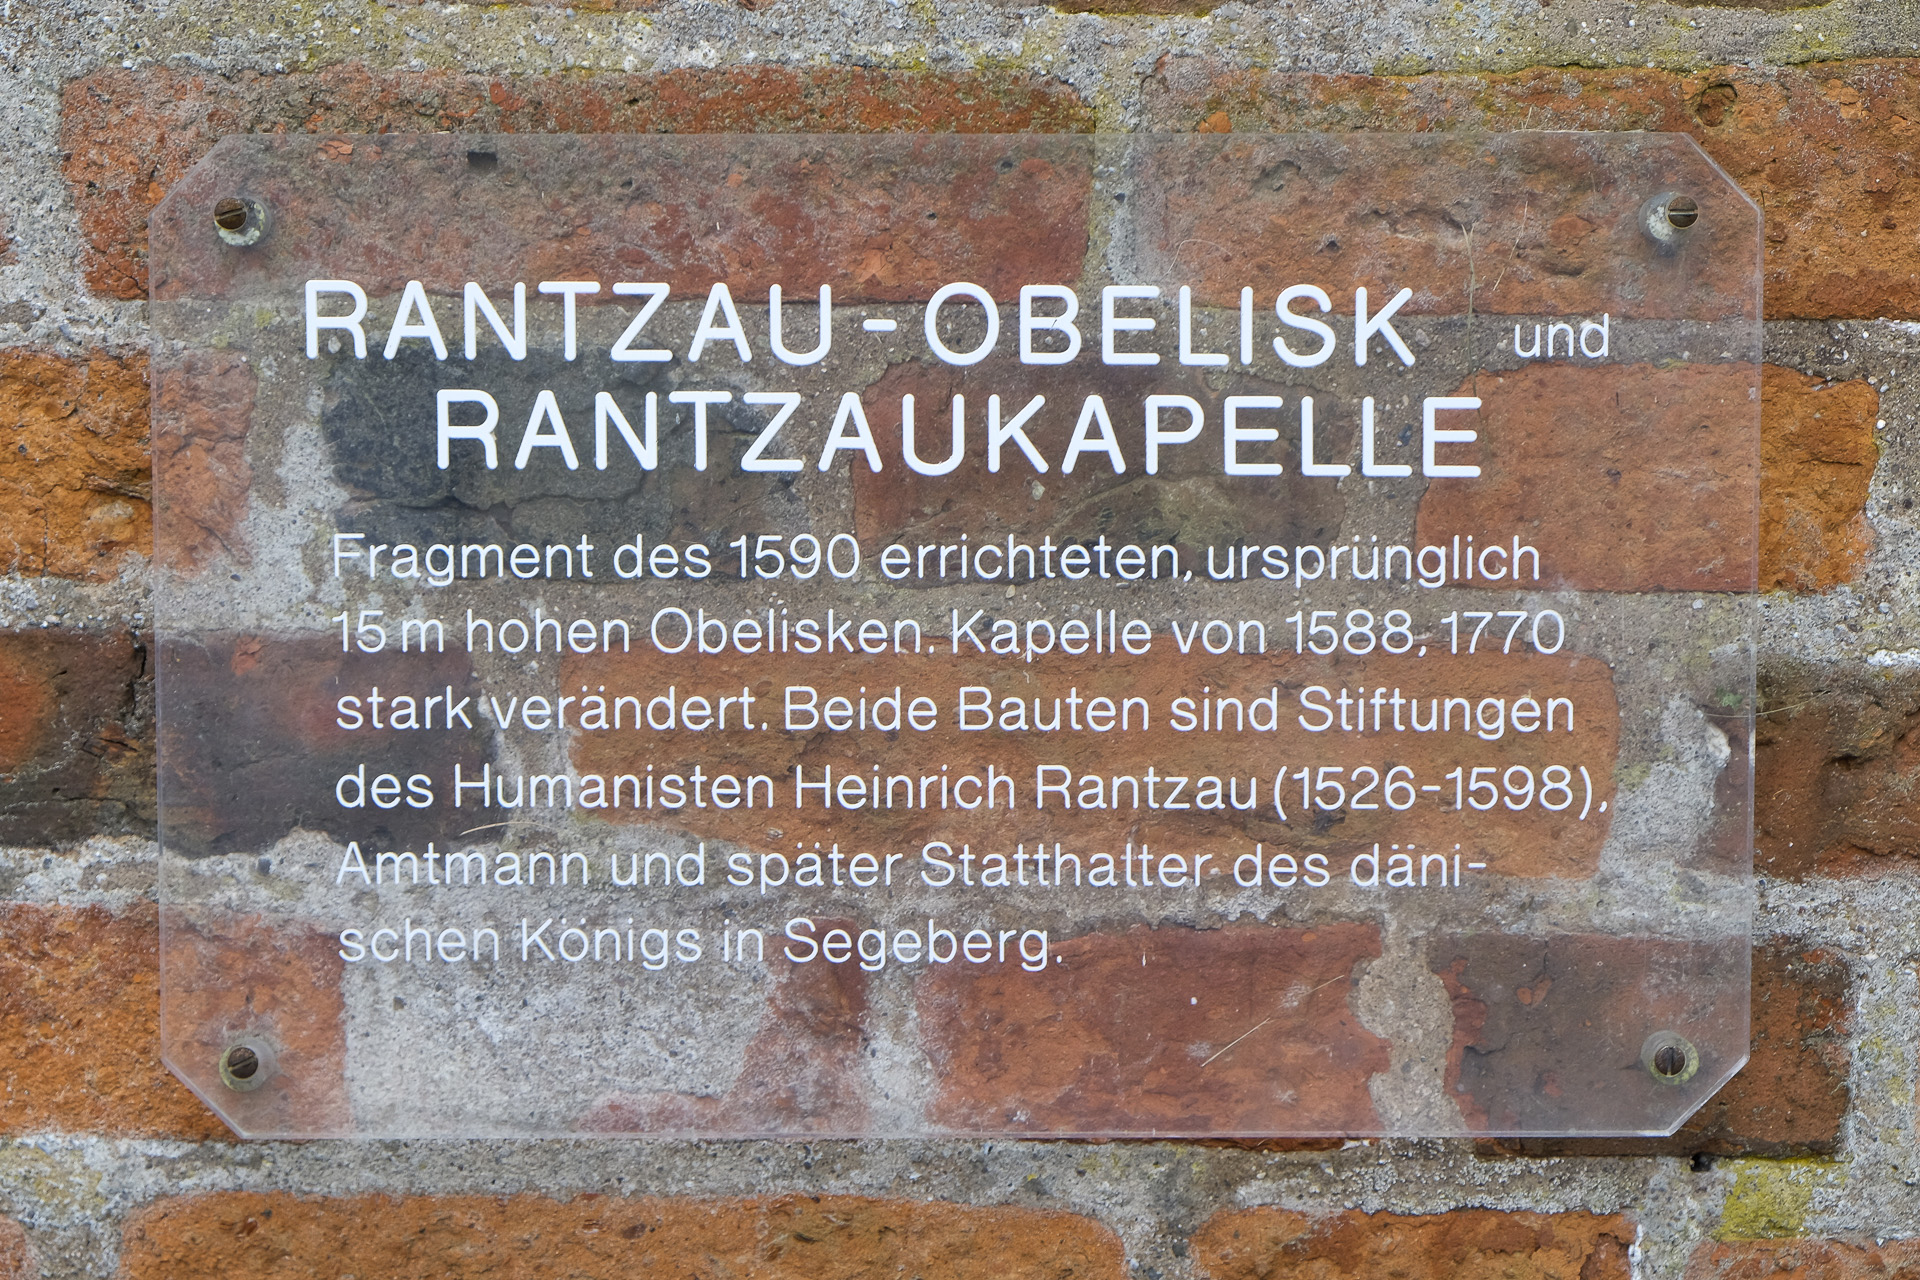 RANTZAU-OBELISK und
RANTZAUKAPELLE
Fragment des 1590 errichteten, ursprünglich
15 m hohen Obelisken. Kapelle von 1588, 1770
stark verändert. Beide Bauten sind Stiftungen
des Humanisten Heinrich Rantzau (1526-1598),
Amtmann und später Statthalter des däni-
schen Königs in Segeberg.